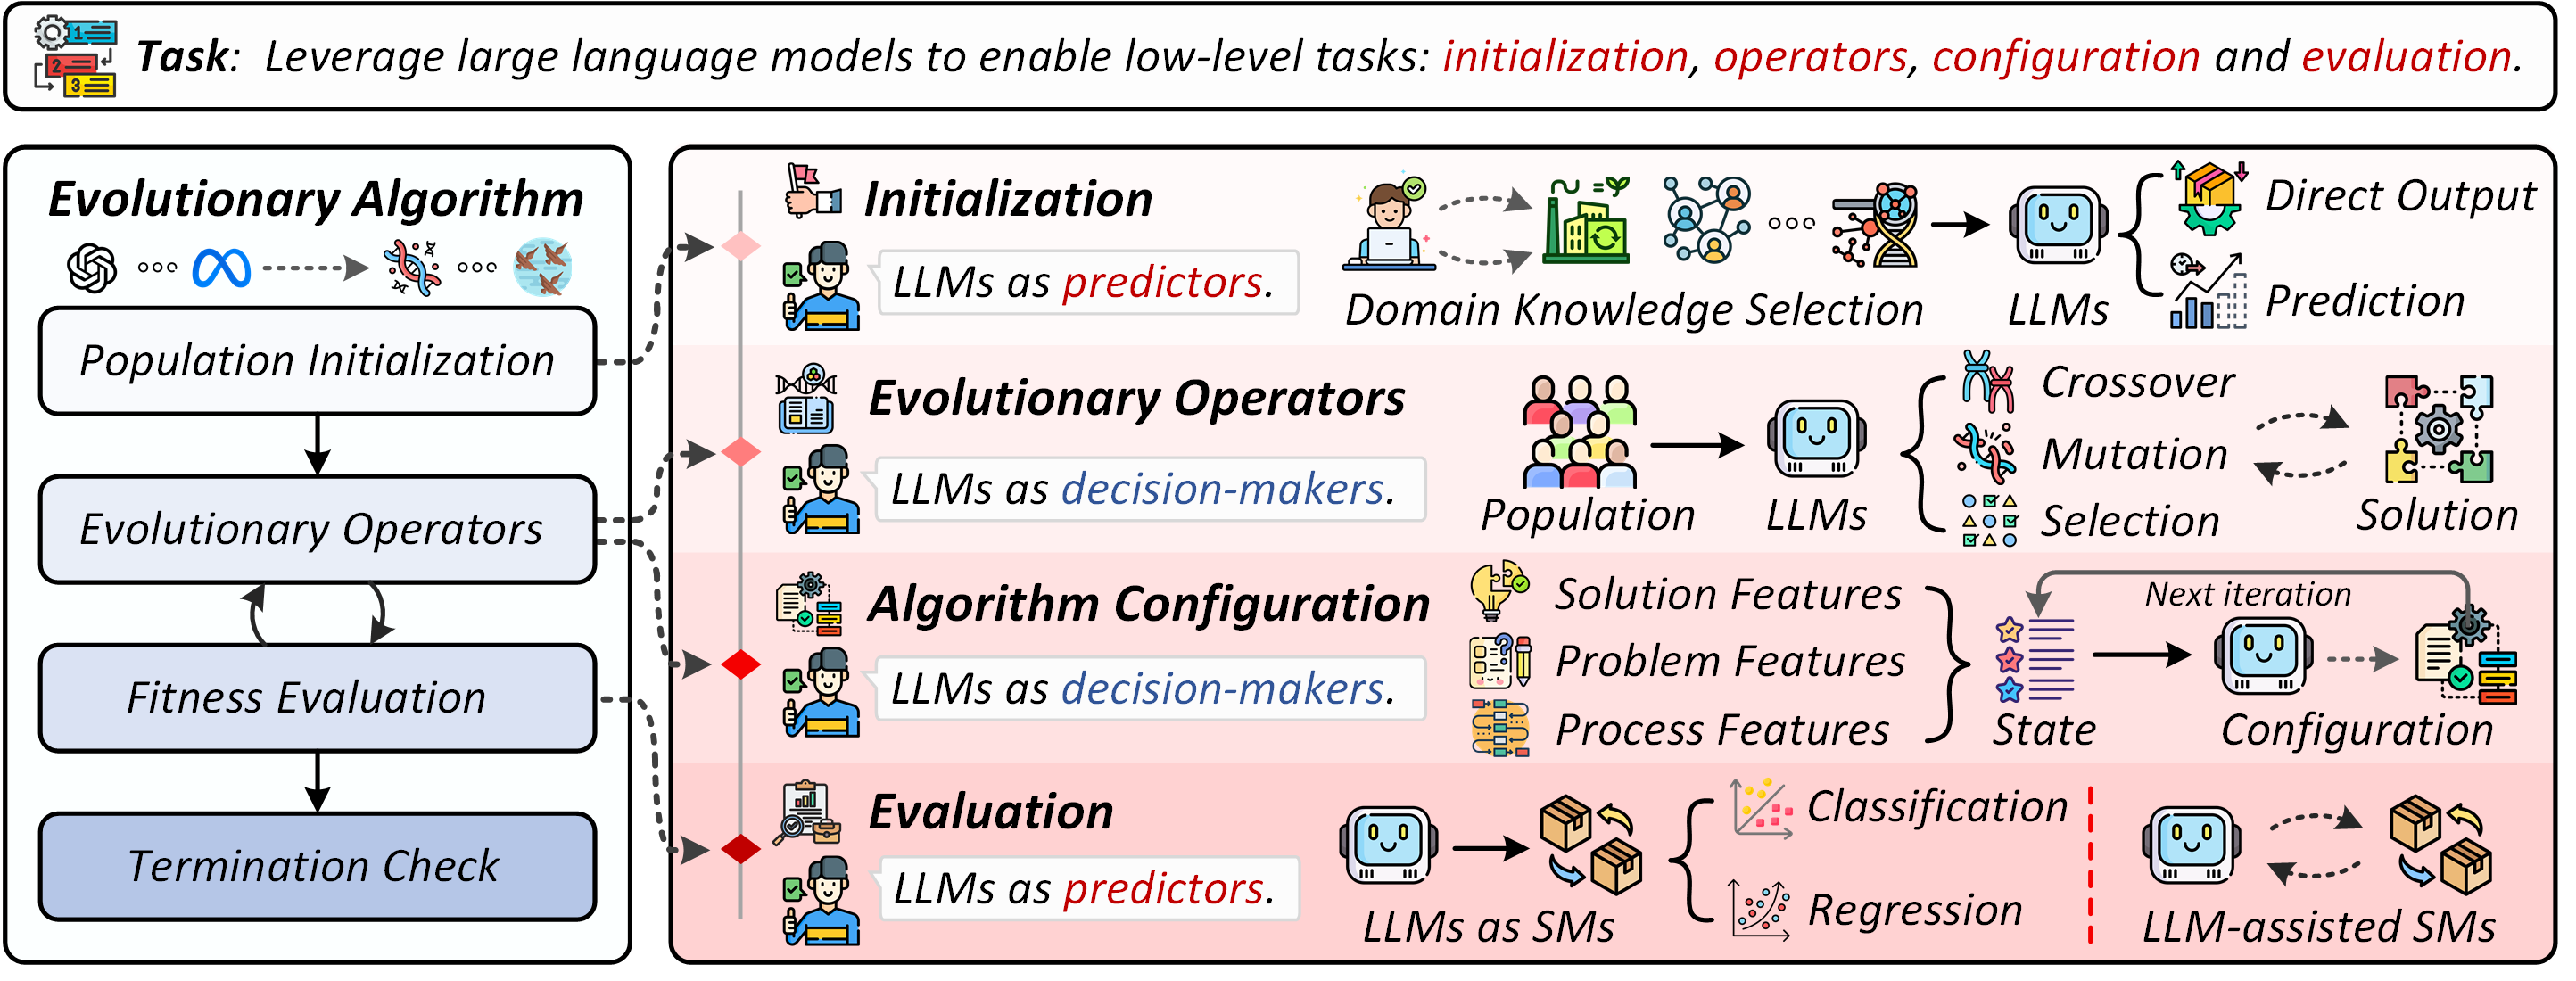 Task: Leverage large language models to enable low-level tasks: initialization, operators, configuration and evaluation.
1
2
3
Evolutionary Algorithm
Population Initialization
Evolutionary Operators
Fitness Evaluation
Termination Check
Initialization
LLMs as predictors.
Domain Knowledge Selection
LLMs
Direct Output
Prediction
Evolutionary Operators
LLMs as decision-makers.
Population
LLMs
Crossover
Mutation
Selection
Solution
Algorithm Configuration
LLMs as decision-makers.
Solution Features
Problem Features
Process Features
State
Next iteration
Configuration
Evaluation
LLMs as predictors.
LLMs as SMs
Classification
Regression
LLM-assisted SMs